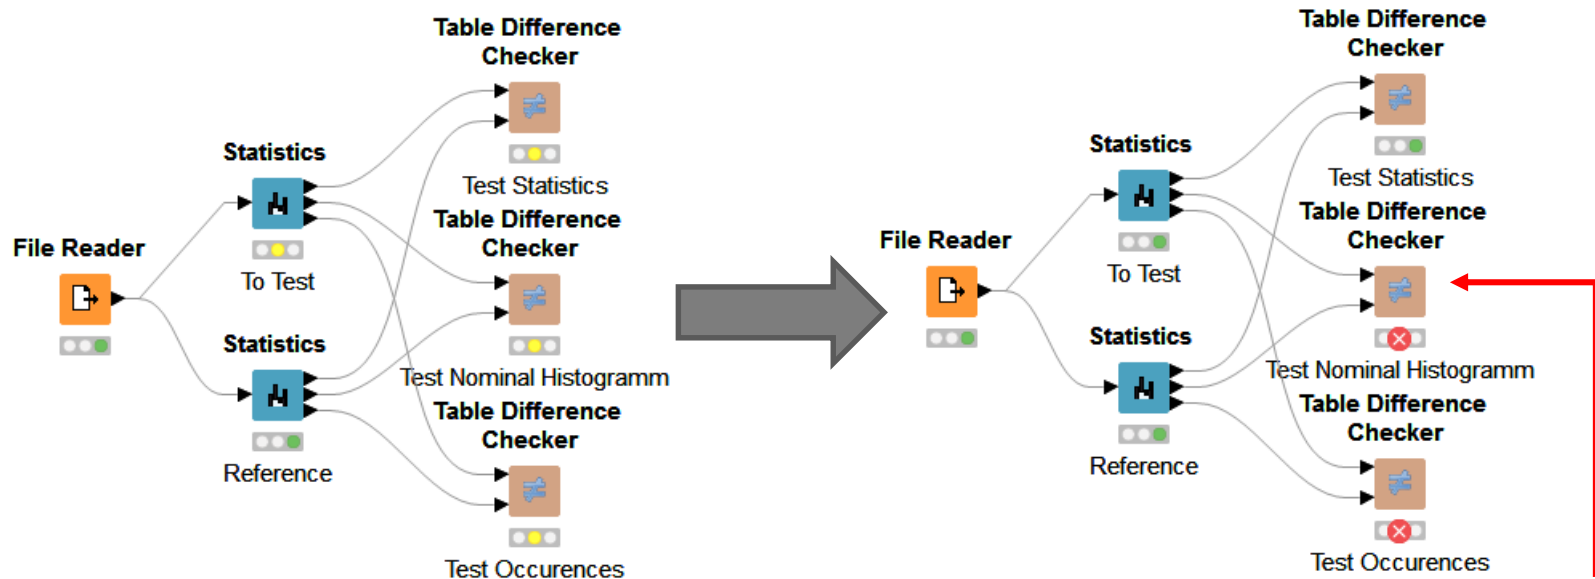 Table Difference
Checker
Test Statistics
Statistics
To Test
Table Difference
Checker
File Reader
Test Nominal Histogramm
Statistics
Reference
Table Difference
Checker
Test Occurences
Table Difference
Checker
Test Statistics
Statistics
To Test
Table Difference
Checker
File Reader
Test Nominal Histogramm
Statistics
Reference
Table Difference
Checker
Test Occurences